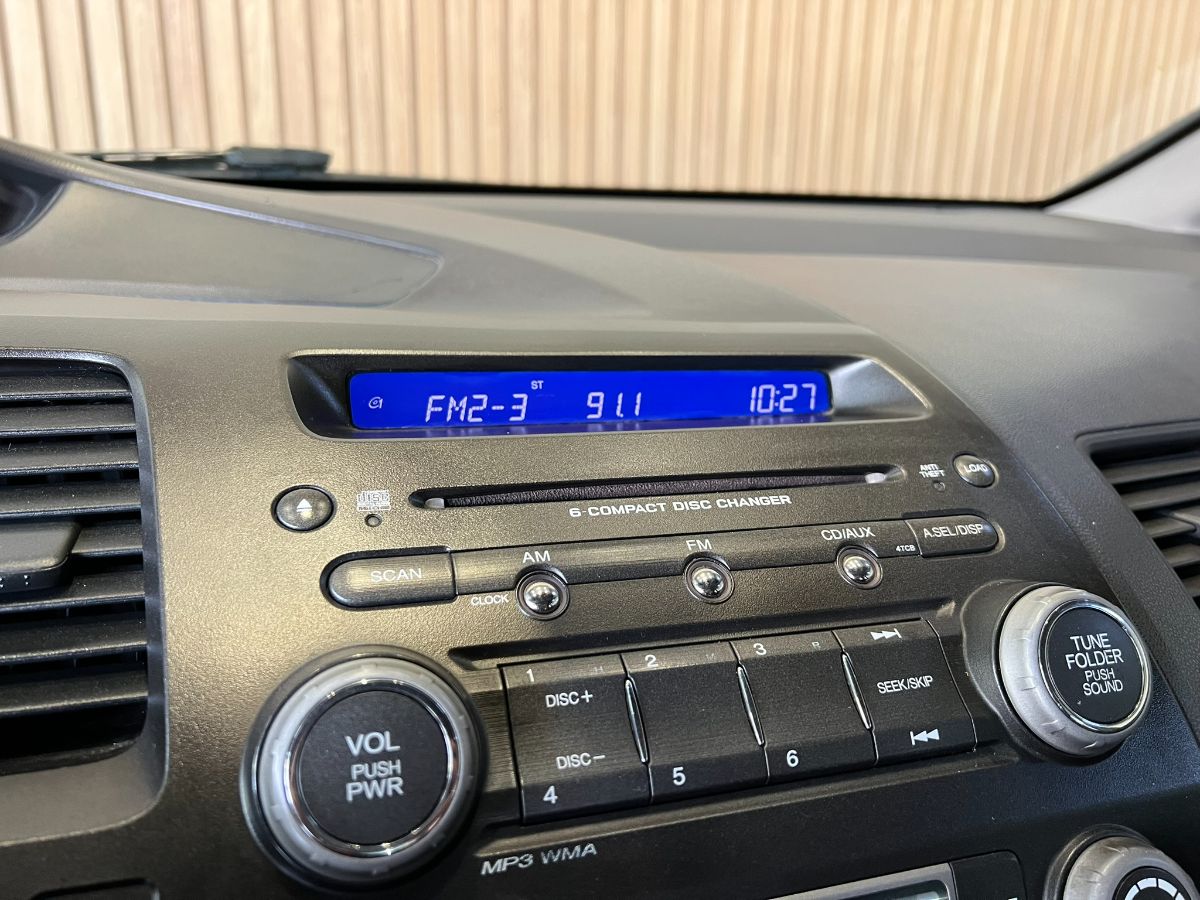 ST
FM2-3 91.1 10:27
disc
ANTI
THEFT
LOAD
6-COMPACT DISC CHANGER
SCAN
AM
FM
CD/AUX
4TCB
A.SEL/DISP
CLOCK
1 2 3
DISC+
SEEK/SKIP
DISC–
4 5 6
VOL
PUSH
PWR
TUNE
FOLDER
PUSH
SOUND
MP3 WMA